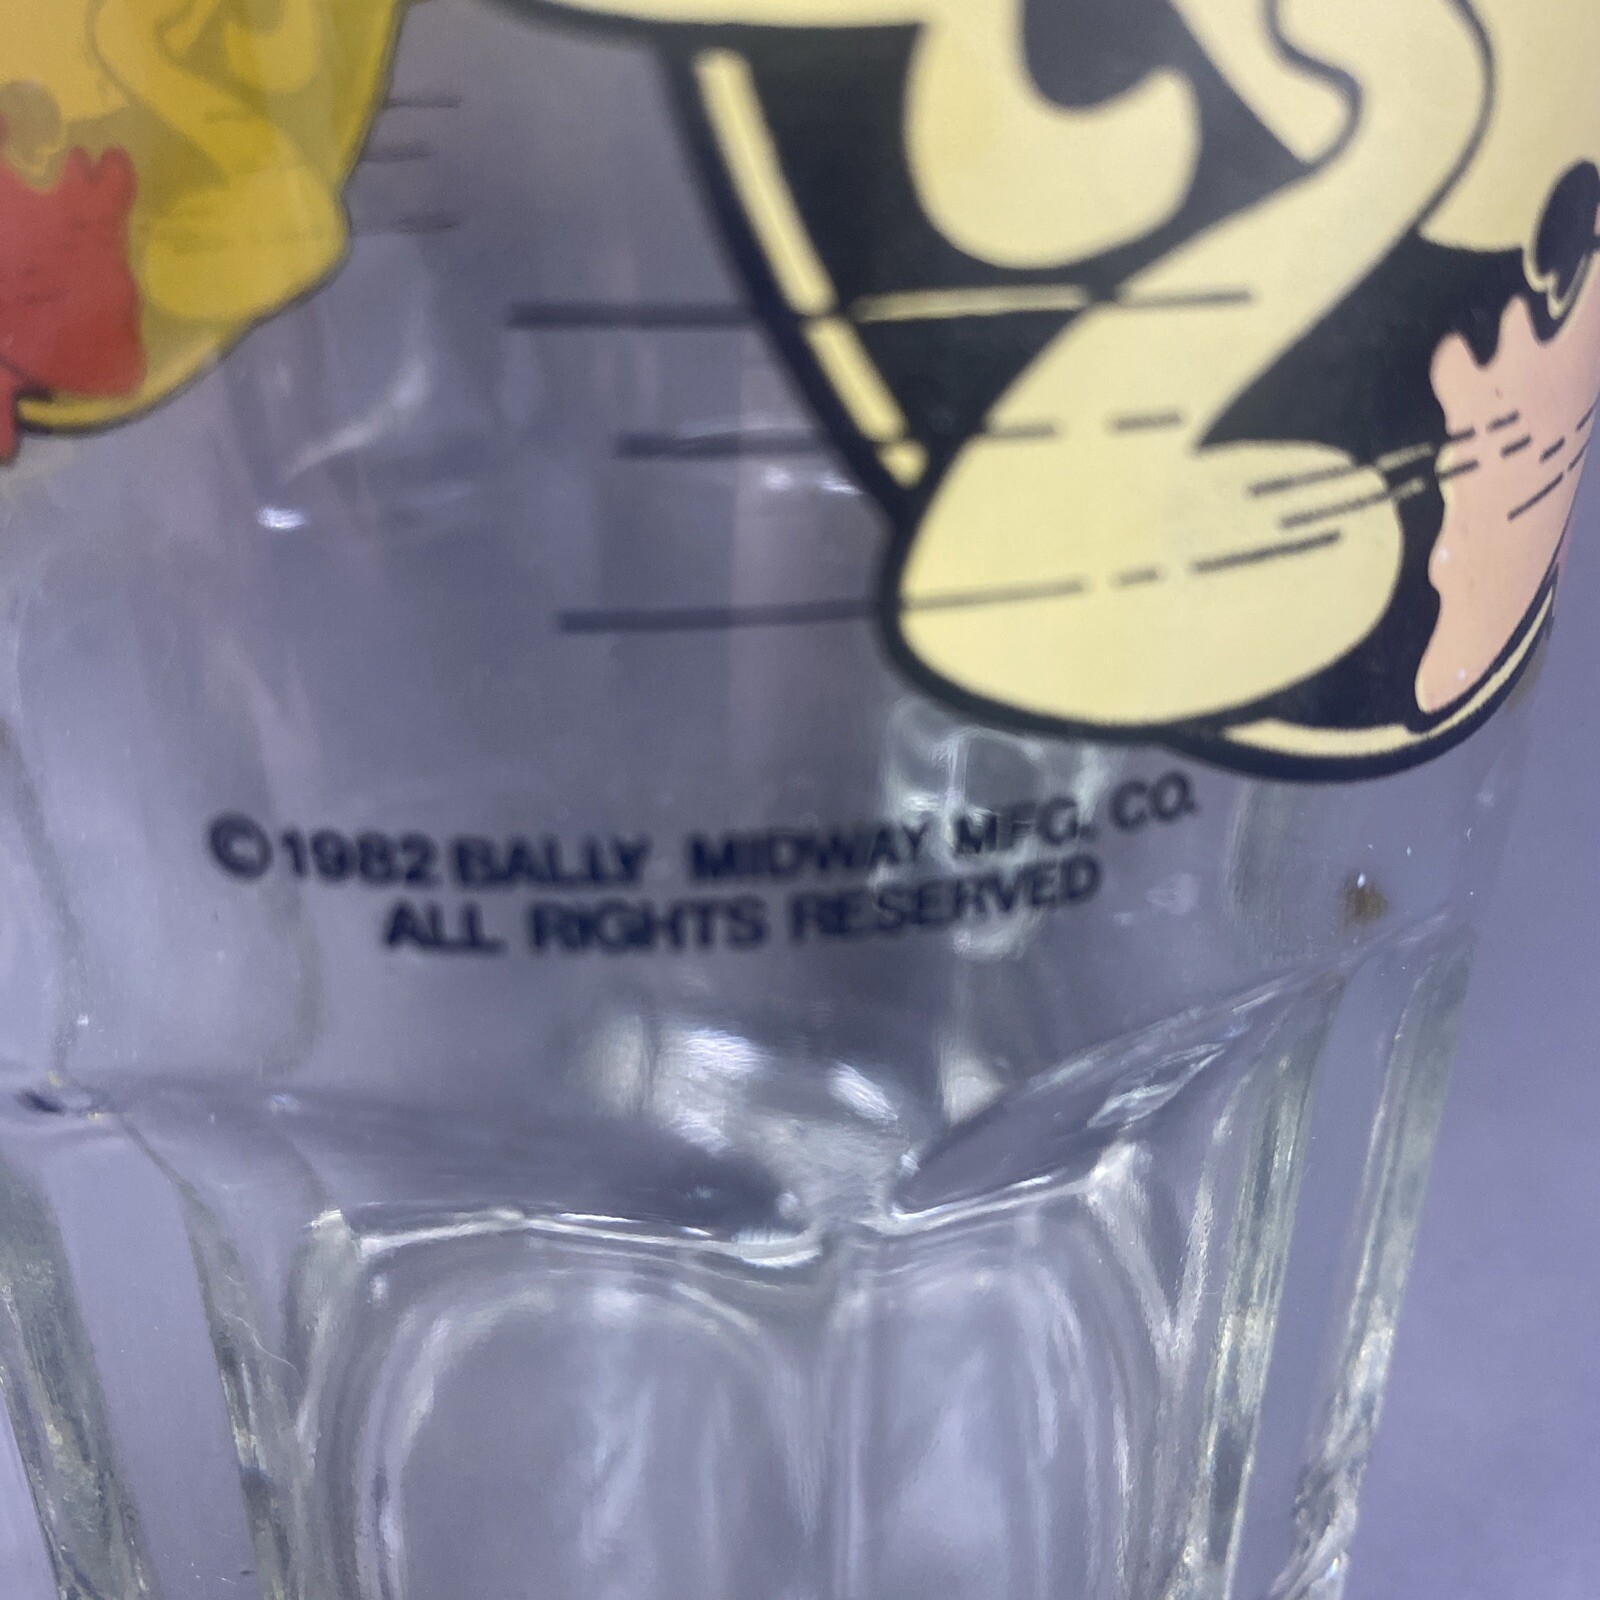 ©1982 BALLY MIDWAY MFG. CO.
ALL RIGHTS RESERVED